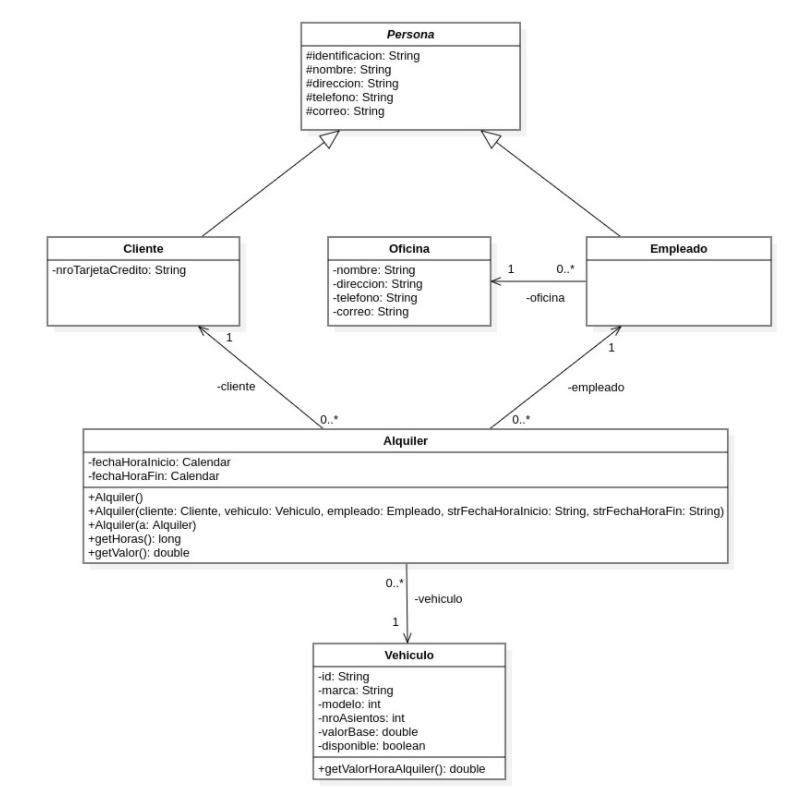 Persona
#identificacion: String
#nombre: String
#direccion: String
#telefono: String
#correo: String
Cliente
-nroTarjetaCredito: String
Oficina
-nombre: String
-direccion: String
-telefono: String
-correo: String
1
0..*
-oficina
Empleado
1
-cliente
0..*
1
-empleado
0..*
Alquiler
-fechaHoraInicio: Calendar
-fechaHoraFin: Calendar
+Alquiler()
+Alquiler(cliente: Cliente, vehiculo: Vehiculo, empleado: Empleado, strFechaHoraInicio: String, strFechaHoraFin: String)
+Alquiler(a: Alquiler)
+getHoras(): long
+getValor(): double
0..*
-vehiculo
1
Vehiculo
-id: String
-marca: String
-modelo: int
-nroAsientos: int
-valorBase: double
-disponible: boolean
+getValorHoraAlquiler(): double